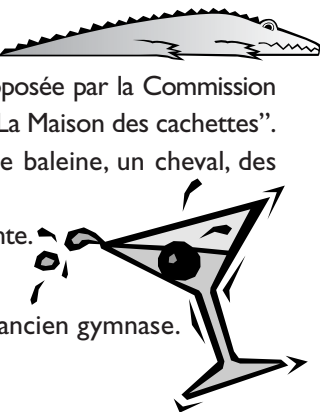 posée par la Commission
La Maison des cachettes”.
e baleine, un cheval, des
nte.
ancien gymnase.